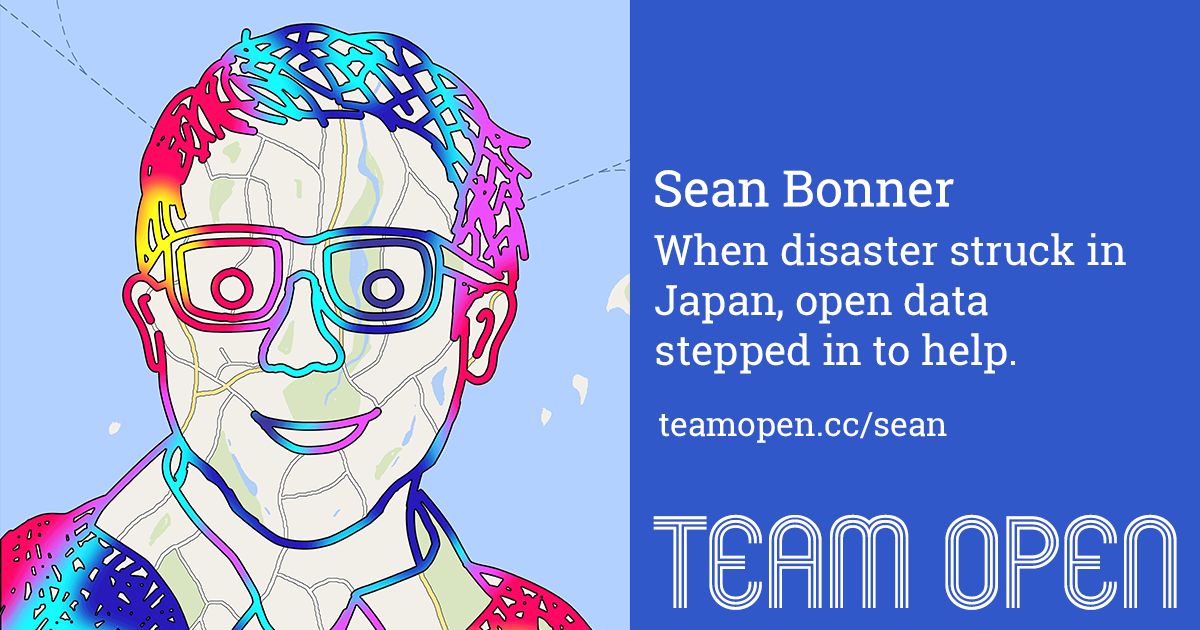 Sean Bonner
When disaster struck in
Japan, open data
stepped in to help.
teamopen.cc/sean
TEAM OPEN